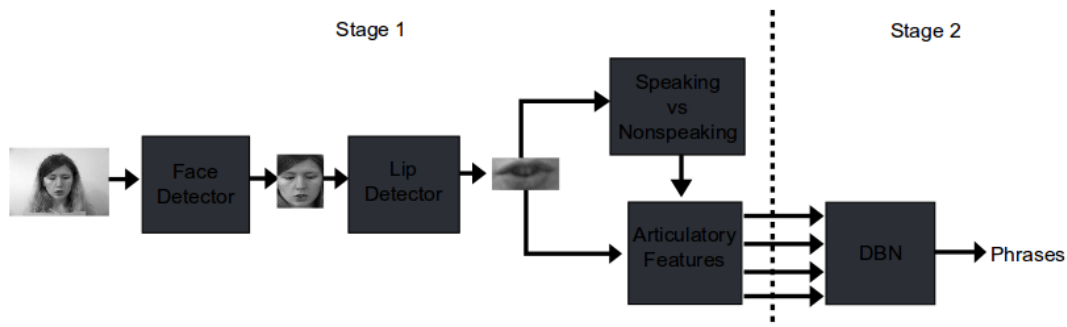 Stage 1
Stage 2
Speaking
vs
Nonspeaking
Face
Detector
Lip
Detector
Articulatory
Features
DBN
Phrases